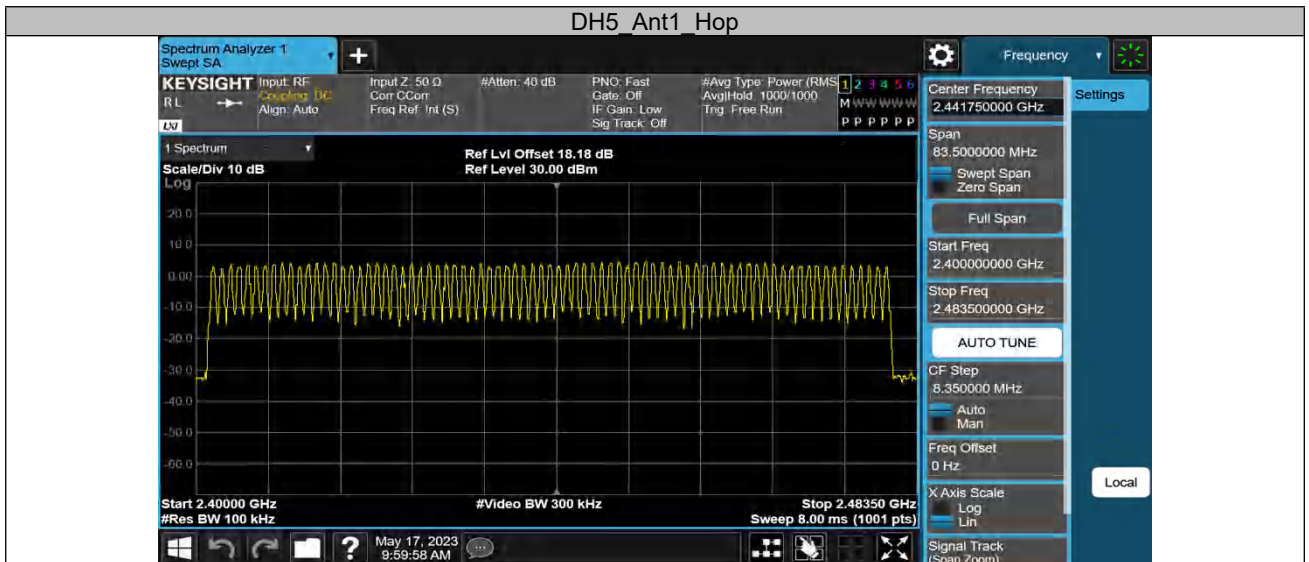 DH5_Ant1_Hop
Spectrum Analyzer 1
Swept SA
+
Frequency
KEYSIGHT
RL
LXI
Input: RF
Coupling: DC
Align: Auto
Input Z: 50 Ω
Corr CCorr
Freq Ref: Int (S)
#Atten: 40 dB
PNO: Fast
Gate: Off
IF Gain: Low
Sig Track: Off
#Avg Type: Power (RMS
Avg|Hold: 1000/1000
Trig: Free Run
1 2 3 4 5 6
M W W W W W
P P P P P P
Center Frequency
2.441750000 GHz
Settings
Span
83.5000000 MHz
Swept Span
Zero Span
Full Span
Start Freq
2.400000000 GHz
Stop Freq
2.483500000 GHz
AUTO TUNE
CF Step
8.350000 MHz
Auto
Man
Freq Offset
0 Hz
X Axis Scale
Log
Lin
Signal Track
(Span Zoom)
Local
1 Spectrum
Scale/Div 10 dB
Ref Lvl Offset 18.18 dB
Ref Level 30.00 dBm
Log
20.0
10.0
0.00
-10.0
-20.0
-30.0
-40.0
-50.0
-60.0
Start 2.40000 GHz
#Video BW 300 kHz
Stop 2.48350 GHz
#Res BW 100 kHz
Sweep 8.00 ms (1001 pts)
?
May 17, 2023
9:59:58 AM